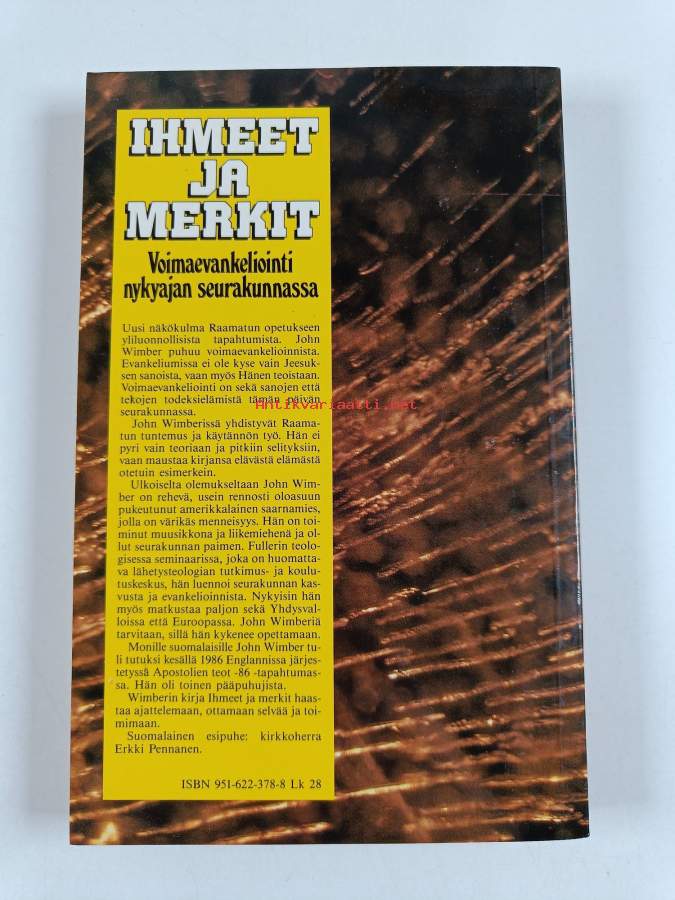 IHMEET
JA
MERKIT
Voimaevankeliointi
nykyajan seurakunnassa
Uusi näkökulma Raamatun opetukseen
yliluonnollisista tapahtumista. John
Wimber puhuu voimaevankelioinnista.
Evankeliumissa ei ole kyse vain Jeesuk-
sen sanoista, vaan myös Hänen teoistaan.
Voimaevankeliointi on sekä sanojen että
tekojen todeksielämistä tämän päivän
seurakunnassa.
Antikvariaatti.net
John Wimberissä yhdistyvät Raama-
tun tuntemus ja käytännön työ. Hän ei
pyri vain teoriaan ja pitkiin selityksiin,
vaan maustaa kirjansa elävästä elämästä
otetuin esimerkein.
Ulkoiselta olemukseltaan John Wim-
ber on rehevä, usein rennosti oloasuun
pukeutunut amerikkalainen saarnamies,
jolla on värikäs menneisyys. Hän on toi-
minut muusikkona ja liikemiehenä ja ol-
lut seurakunnan paimen. Fullerin teolo-
gisessa seminaarissa, joka on huomatta-
va lähetysteologian tutkimus- ja koulu-
tuskeskus, hän luennoi seurakunnan kas-
vusta ja evankelioinnista. Nykyisin hän
myös matkustaa paljon sekä Yhdysval-
loissa että Euroopassa. John Wimberiä
tarvitaan, sillä hän kykenee opettamaan.
Monille suomalaisille John Wimber tu-
li tutuksi kesällä 1986 Englannissa järjes-
tetyssä Apostolien teot -86 -tapahtumas-
sa. Hän oli toinen pääpuhujista.
Wimberin kirja Ihmeet ja merkit haas-
taa ajattelemaan, ottamaan selvää ja toi-
mimaan.
Suomalainen esipuhe: kirkkoherra
Erkki Pennanen.
ISBN 951-622-378-8 Lk 28